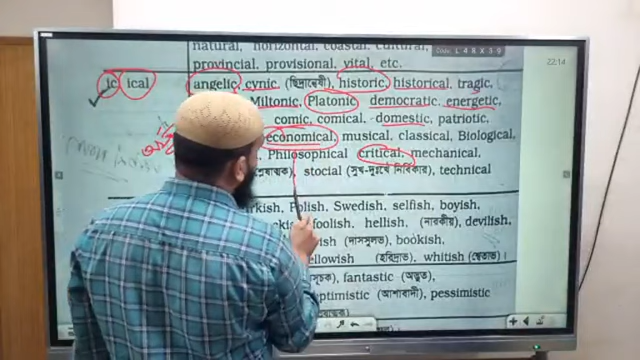 natural, horizontal, coastal, cultural,
provincial, provisional, vital, etc.
Code: L4RX39
22:14
ic ical angelic, cynic (ছিদ্রান্বেষী) historic, historical, tragic,
Miltonic, Platonic democratic, energetic,
comic, comical, domestic, patriotic,
economical, musical, classical, Biological,
Philosophical critical, mechanical,
stocial (সুখ-দুঃখে নির্বিকার), technical
Polish, Swedish, selfish, boyish,
foolish, hellish, (নারকীয়) devilish,
(দাসসুলভ) bookish,
(হরিদ্রাভ) whitish (শ্বেতাভ)।
fantastic (অদ্ভুত),
(আশাবাদী), pessimistic